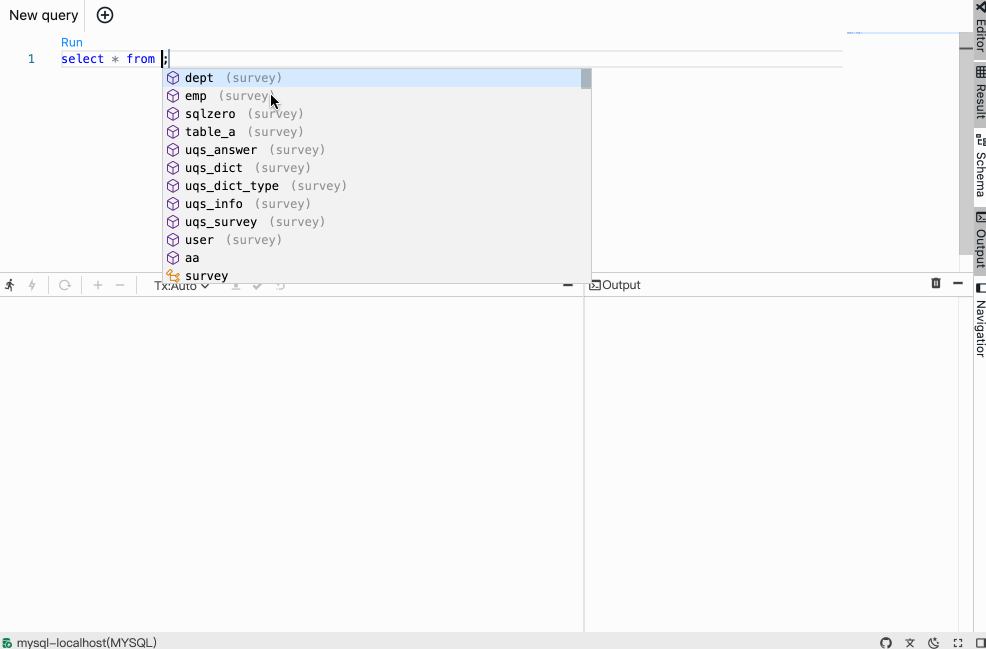 New query
Run
1 select * from ;
dept (survey)
emp (survey)
sqlzero (survey)
table_a (survey)
uqs_answer (survey)
uqs_dict (survey)
uqs_dict_type (survey)
uqs_info (survey)
uqs_survey (survey)
user (survey)
aa
survey
Tx:Auto
Output
Editor
Result
Schema
Output
Navigation
mysql-localhost(MYSQL)